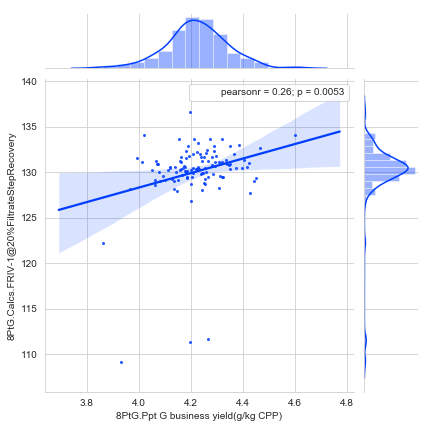 pearsonr = 0.26; p = 0.0053
140
135
130
125
120
115
110
8PtG.Calcs.FRIV-1@20%FiltrateStepRecovery
3.8 4.0 4.2 4.4 4.6 4.8
8PtG.Ppt G business yield(g/kg CPP)